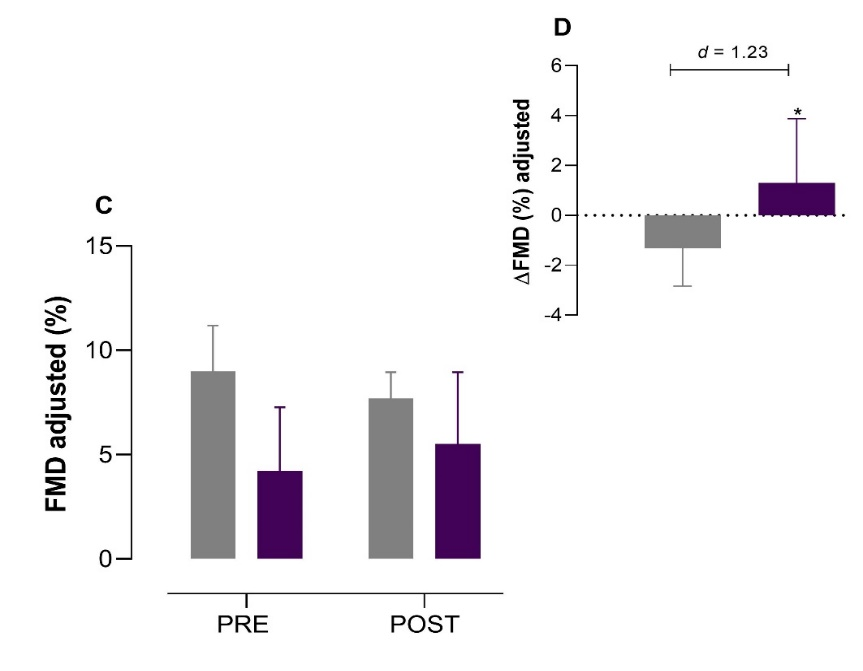 D
d = 1.23
6
4
2
0
-2
-4
ΔFMD (%) adjusted
*
C
15
10
5
0
FMD adjusted (%)
PRE POST